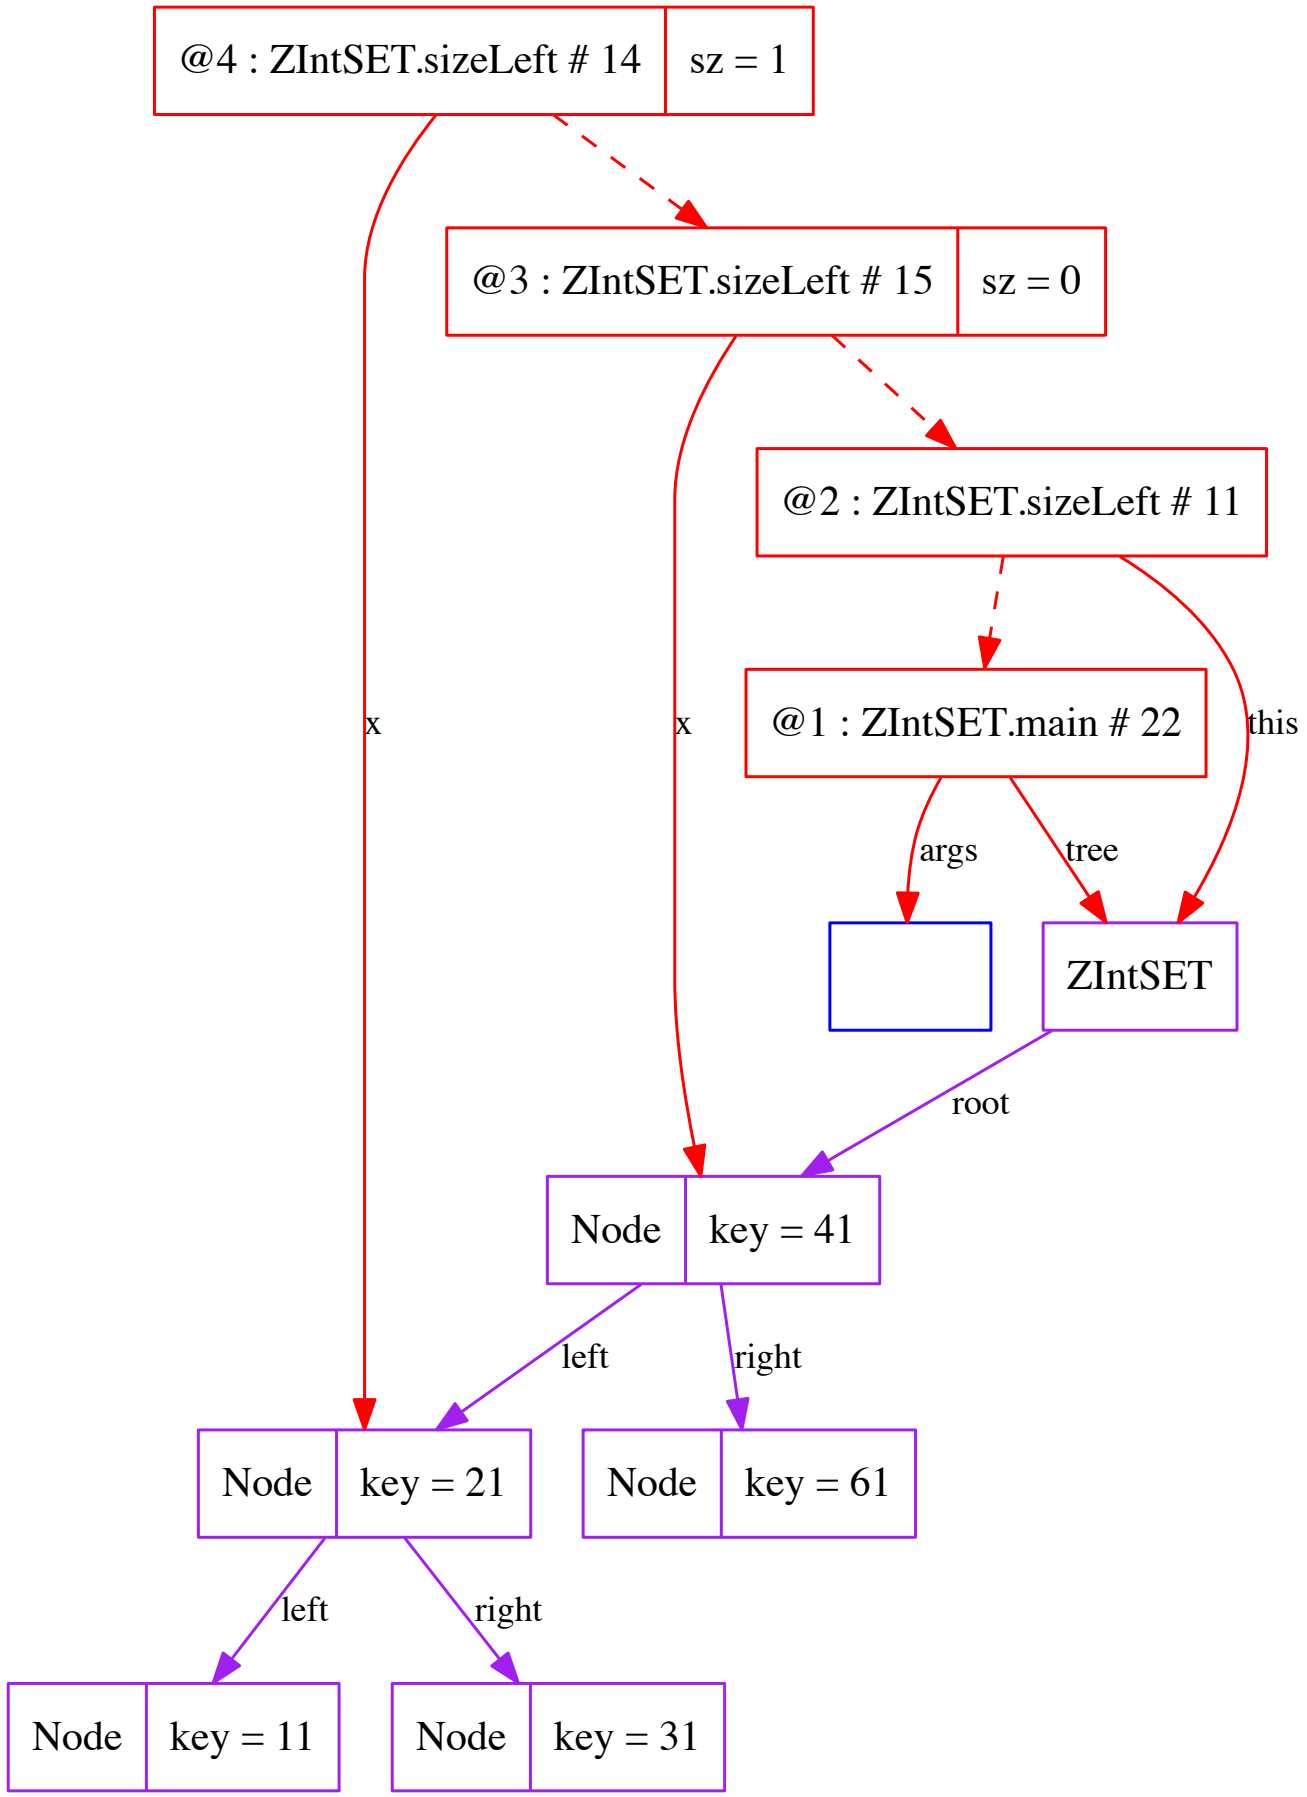 @4 : ZIntSET.sizeLeft # 14 sz = 1
@3 : ZIntSET.sizeLeft # 15 sz = 0
@2 : ZIntSET.sizeLeft # 11
x x @1 : ZIntSET.main # 22 this
args tree
ZIntSET
root
Node key = 41
left right
Node key = 21 Node key = 61
left right
Node key = 11 Node key = 31